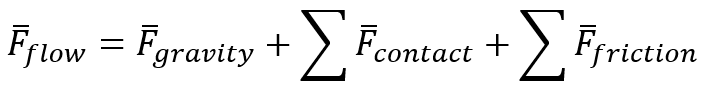 F̅_flow = F̅_gravity + ∑ F̅_contact + ∑ F̅_friction